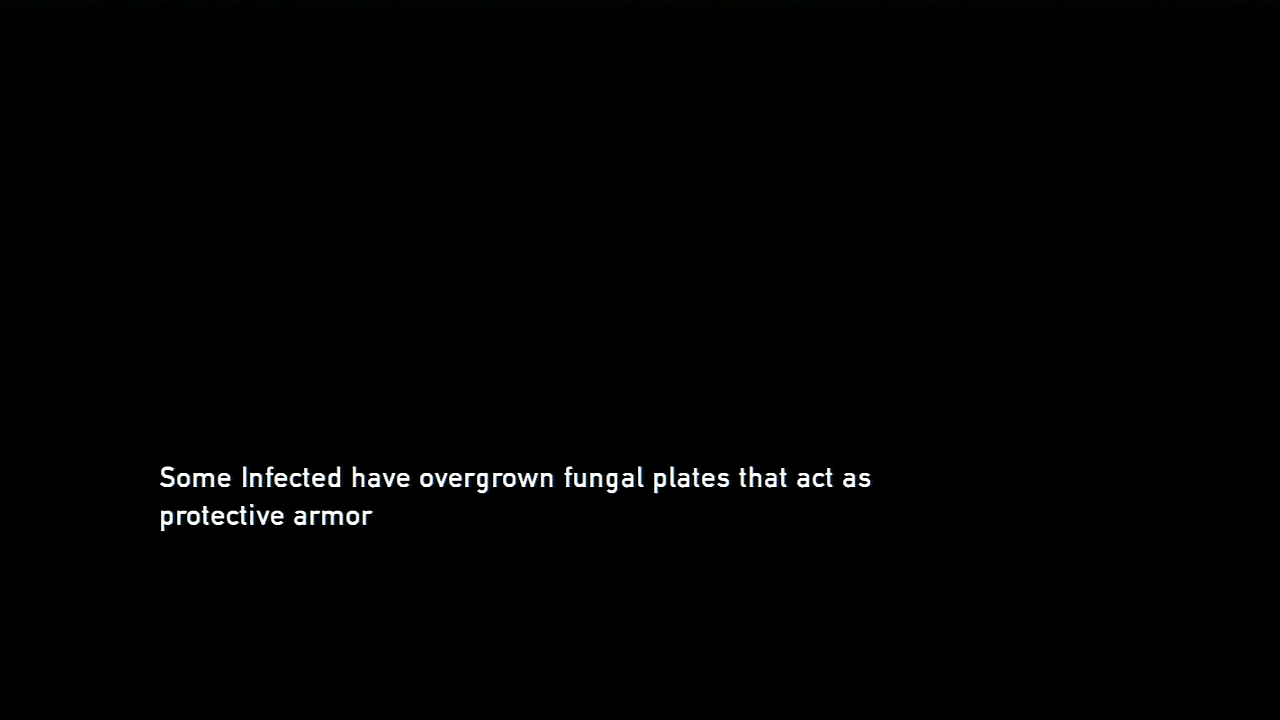 Some Infected have overgrown fungal plates that act as
protective armor